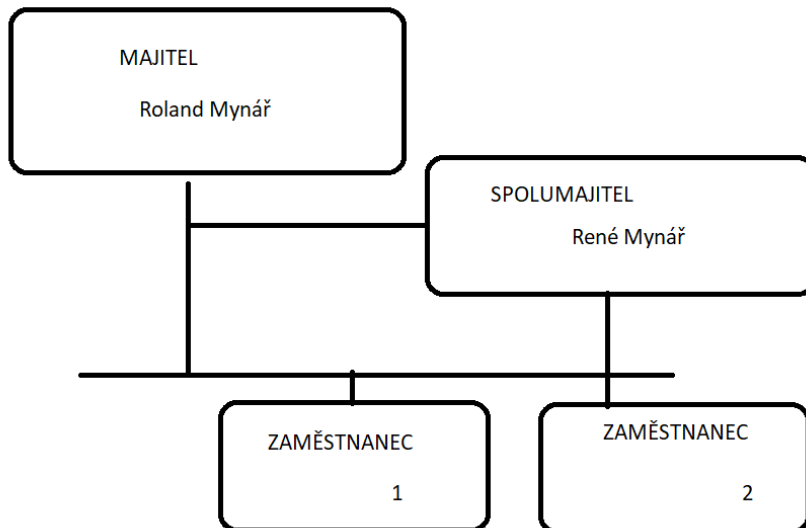 MAJITEL
Roland Mynář
SPOLUMAJITEL
René Mynář
ZAMĚSTNANEC
1
ZAMĚSTNANEC
2